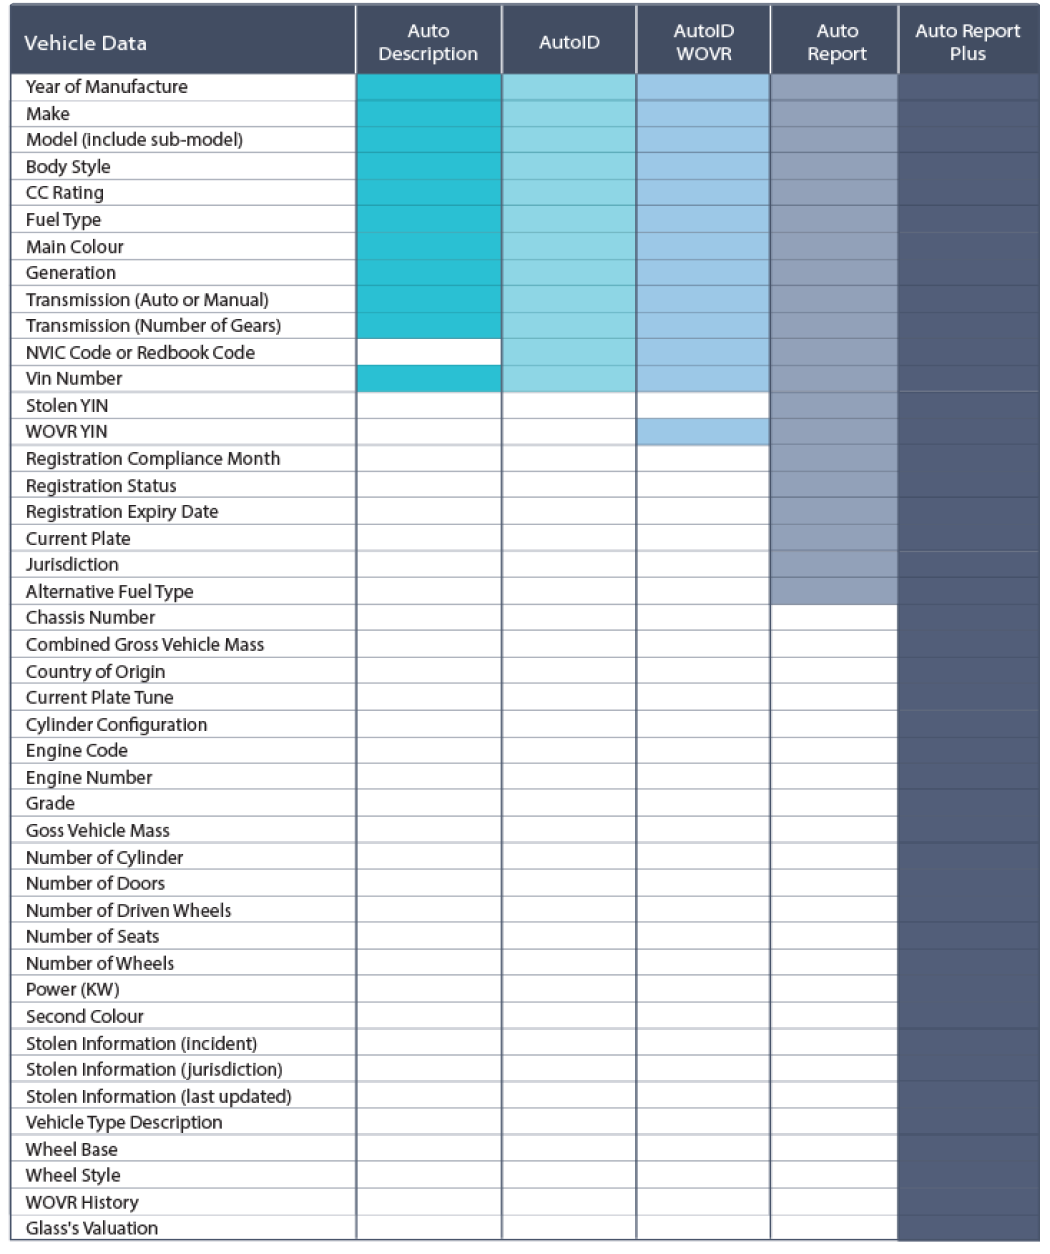 Vehicle Data
Auto
Description
AutoID
AutoID
WOVR
Auto
Report
Auto Report
Plus
Year of Manufacture
Make
Model (include sub-model)
Body Style
CC Rating
Fuel Type
Main Colour
Generation
Transmission (Auto or Manual)
Transmission (Number of Gears)
NVIC Code or Redbook Code
Vin Number
Stolen YIN
WOVR YIN
Registration Compliance Month
Registration Status
Registration Expiry Date
Current Plate
Jurisdiction
Alternative Fuel Type
Chassis Number
Combined Gross Vehicle Mass
Country of Origin
Current Plate Tune
Cylinder Configuration
Engine Code
Engine Number
Grade
Goss Vehicle Mass
Number of Cylinder
Number of Doors
Number of Driven Wheels
Number of Seats
Number of Wheels
Power (KW)
Second Colour
Stolen Information (incident)
Stolen Information (jurisdiction)
Stolen Information (last updated)
Vehicle Type Description
Wheel Base
Wheel Style
WOVR History
Glass's Valuation